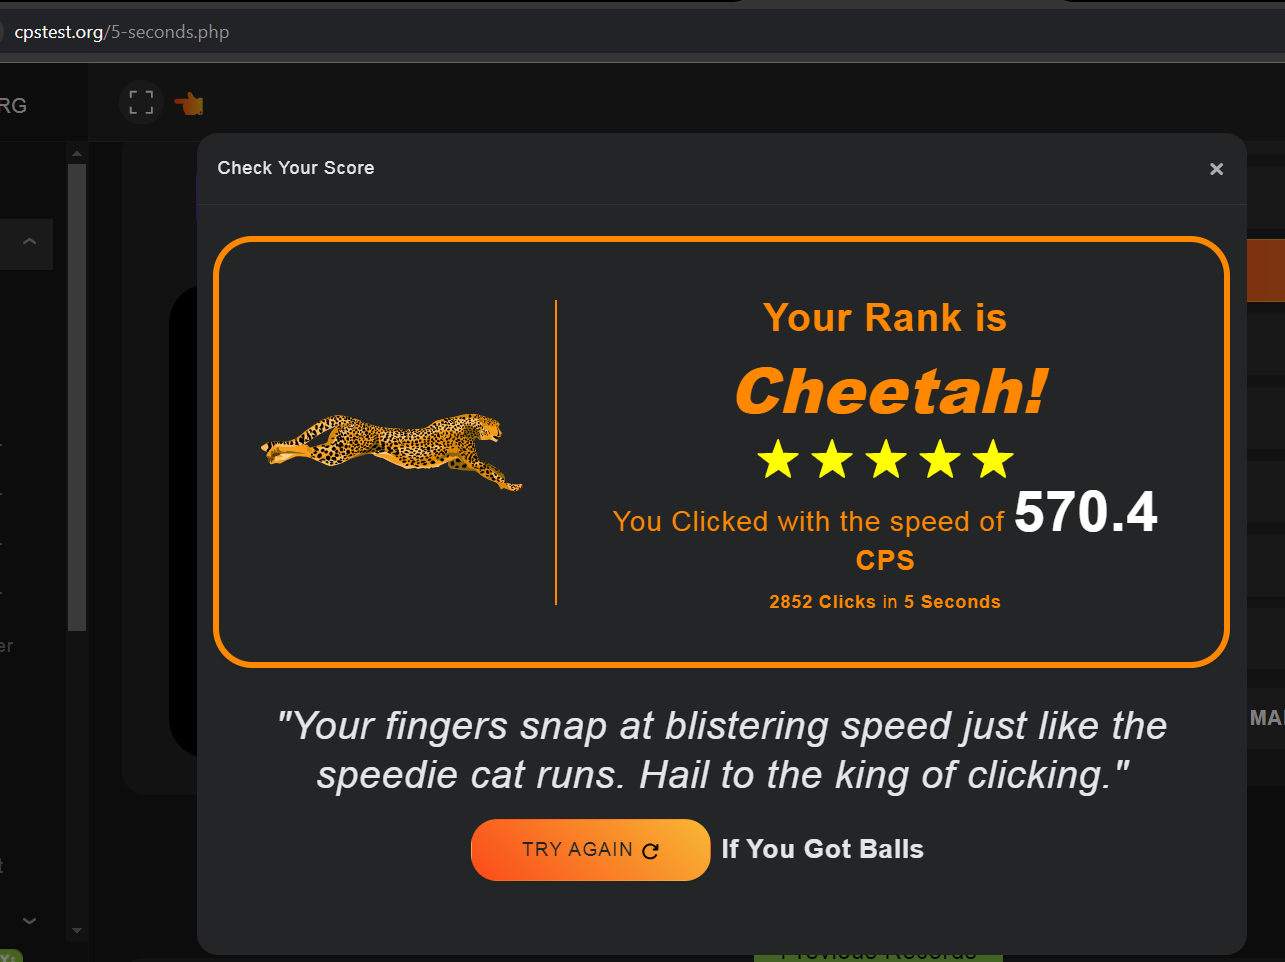 cpstest.org/5-seconds.php
RG
Check Your Score
Your Rank is
Cheetah!
You Clicked with the speed of 570.4
CPS
2852 Clicks in 5 Seconds
"Your fingers snap at blistering speed just like the
speedie cat runs. Hail to the king of clicking."
TRY AGAIN If You Got Balls
er
MA
Previous Records